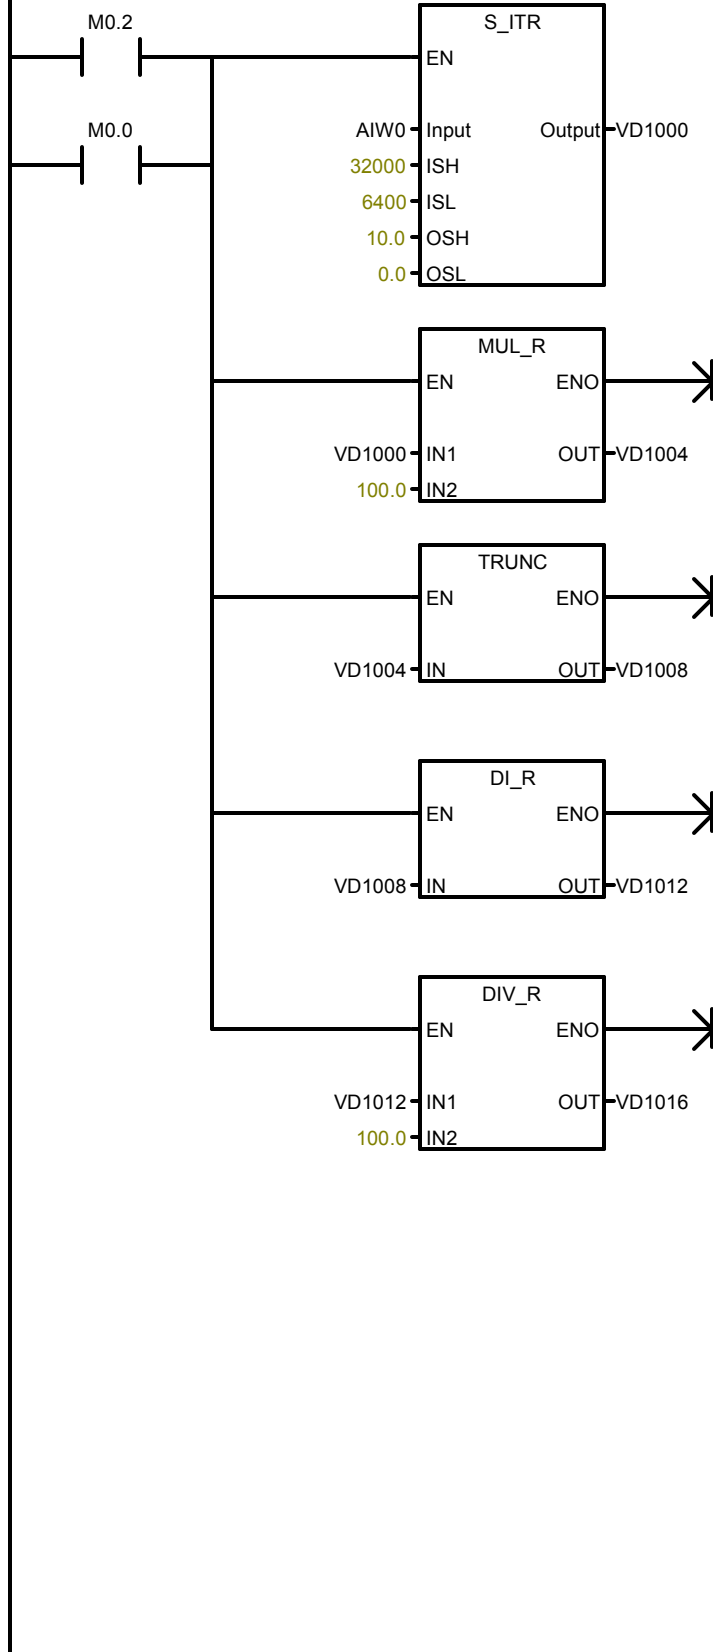 M0.2
S_ITR
EN
M0.0
AIW0 Input Output VD1000
32000 ISH
6400 ISL
10.0 OSH
0.0 OSL
MUL_R
EN ENO
VD1000 IN1 OUT VD1004
100.0 IN2
TRUNC
EN ENO
VD1004 IN OUT VD1008
DI_R
EN ENO
VD1008 IN OUT VD1012
DIV_R
EN ENO
VD1012 IN1 OUT VD1016
100.0 IN2